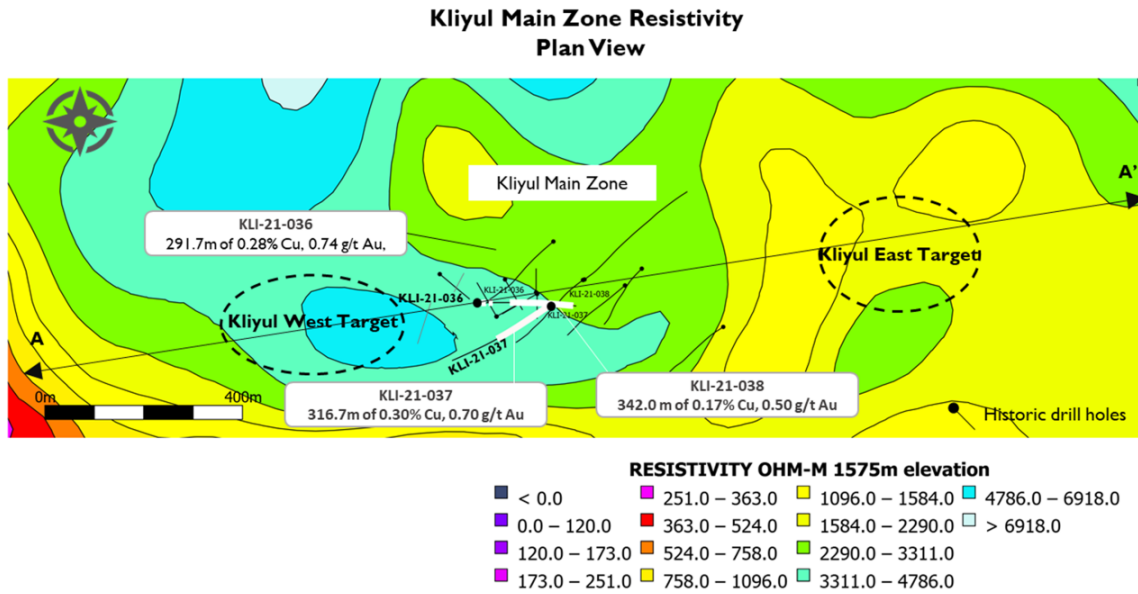 Kliyul Main Zone Resistivity
Plan View
Kliyul Main Zone
A'
KLI-21-036
291.7m of 0.28% Cu, 0.74 g/t Au,
Kliyul East Target
KLI-21-036
KLI-21-036
KLI-21-038
KLI-21-037
Kliyul West Target
KLI-21-037
A
0m
400m
KLI-21-037
316.7m of 0.30% Cu, 0.70 g/t Au
KLI-21-038
342.0 m of 0.17% Cu, 0.50 g/t Au
Historic drill holes
RESISTIVITY OHM-M 1575m elevation
< 0.0
0.0 – 120.0
120.0 – 173.0
173.0 – 251.0
251.0 – 363.0
363.0 – 524.0
524.0 – 758.0
758.0 – 1096.0
1096.0 – 1584.0
1584.0 – 2290.0
2290.0 – 3311.0
3311.0 – 4786.0
4786.0 – 6918.0
> 6918.0